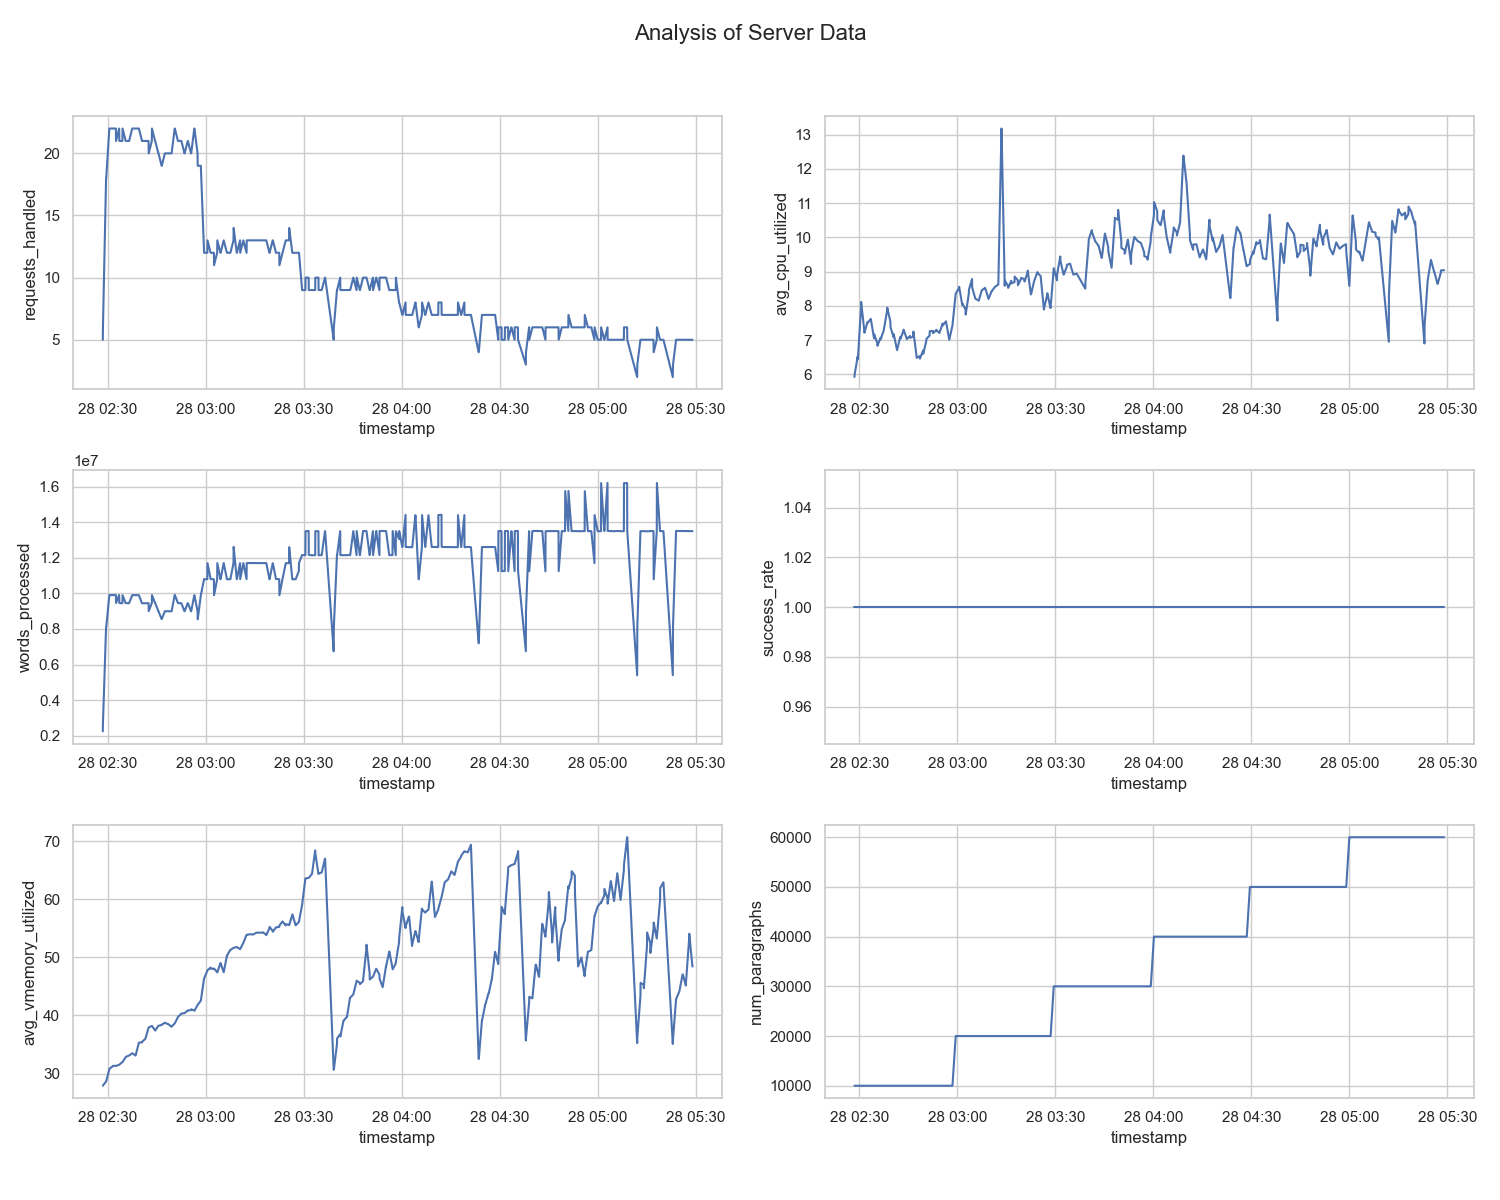 Analysis of Server Data
requests_handled
20
15
10
5
28 02:30 28 03:00 28 03:30 28 04:00 28 04:30 28 05:00 28 05:30
timestamp
avg_cpu_utilized
13
12
11
10
9
8
7
6
28 02:30 28 03:00 28 03:30 28 04:00 28 04:30 28 05:00 28 05:30
timestamp
1e7
words_processed
1.6
1.4
1.2
1.0
0.8
0.6
0.4
0.2
28 02:30 28 03:00 28 03:30 28 04:00 28 04:30 28 05:00 28 05:30
timestamp
success_rate
1.04
1.02
1.00
0.98
0.96
28 02:30 28 03:00 28 03:30 28 04:00 28 04:30 28 05:00 28 05:30
timestamp
avg_vmemory_utilized
70
60
50
40
30
28 02:30 28 03:00 28 03:30 28 04:00 28 04:30 28 05:00 28 05:30
timestamp
num_paragraphs
60000
50000
40000
30000
20000
10000
28 02:30 28 03:00 28 03:30 28 04:00 28 04:30 28 05:00 28 05:30
timestamp